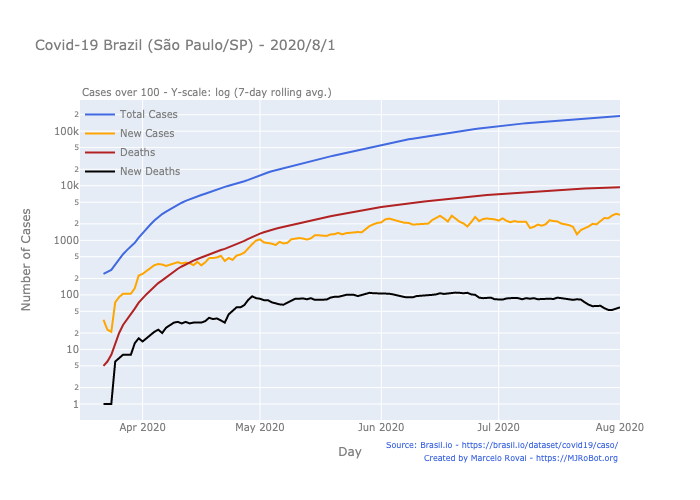 Covid-19 Brazil (São Paulo/SP) - 2020/8/1
Cases over 100 - Y-scale: log (7-day rolling avg.)
Total Cases
New Cases
Deaths
New Deaths
2
100k
5
2
10k
5
2
1000
5
2
100
5
2
10
5
2
1
Number of Cases
Apr 2020
May 2020
Jun 2020
Jul 2020
Aug 2020
Day
Source: Brasil.io - https://brasil.io/dataset/covid19/caso/
Created by Marcelo Rovai - https://MJRoBot.org